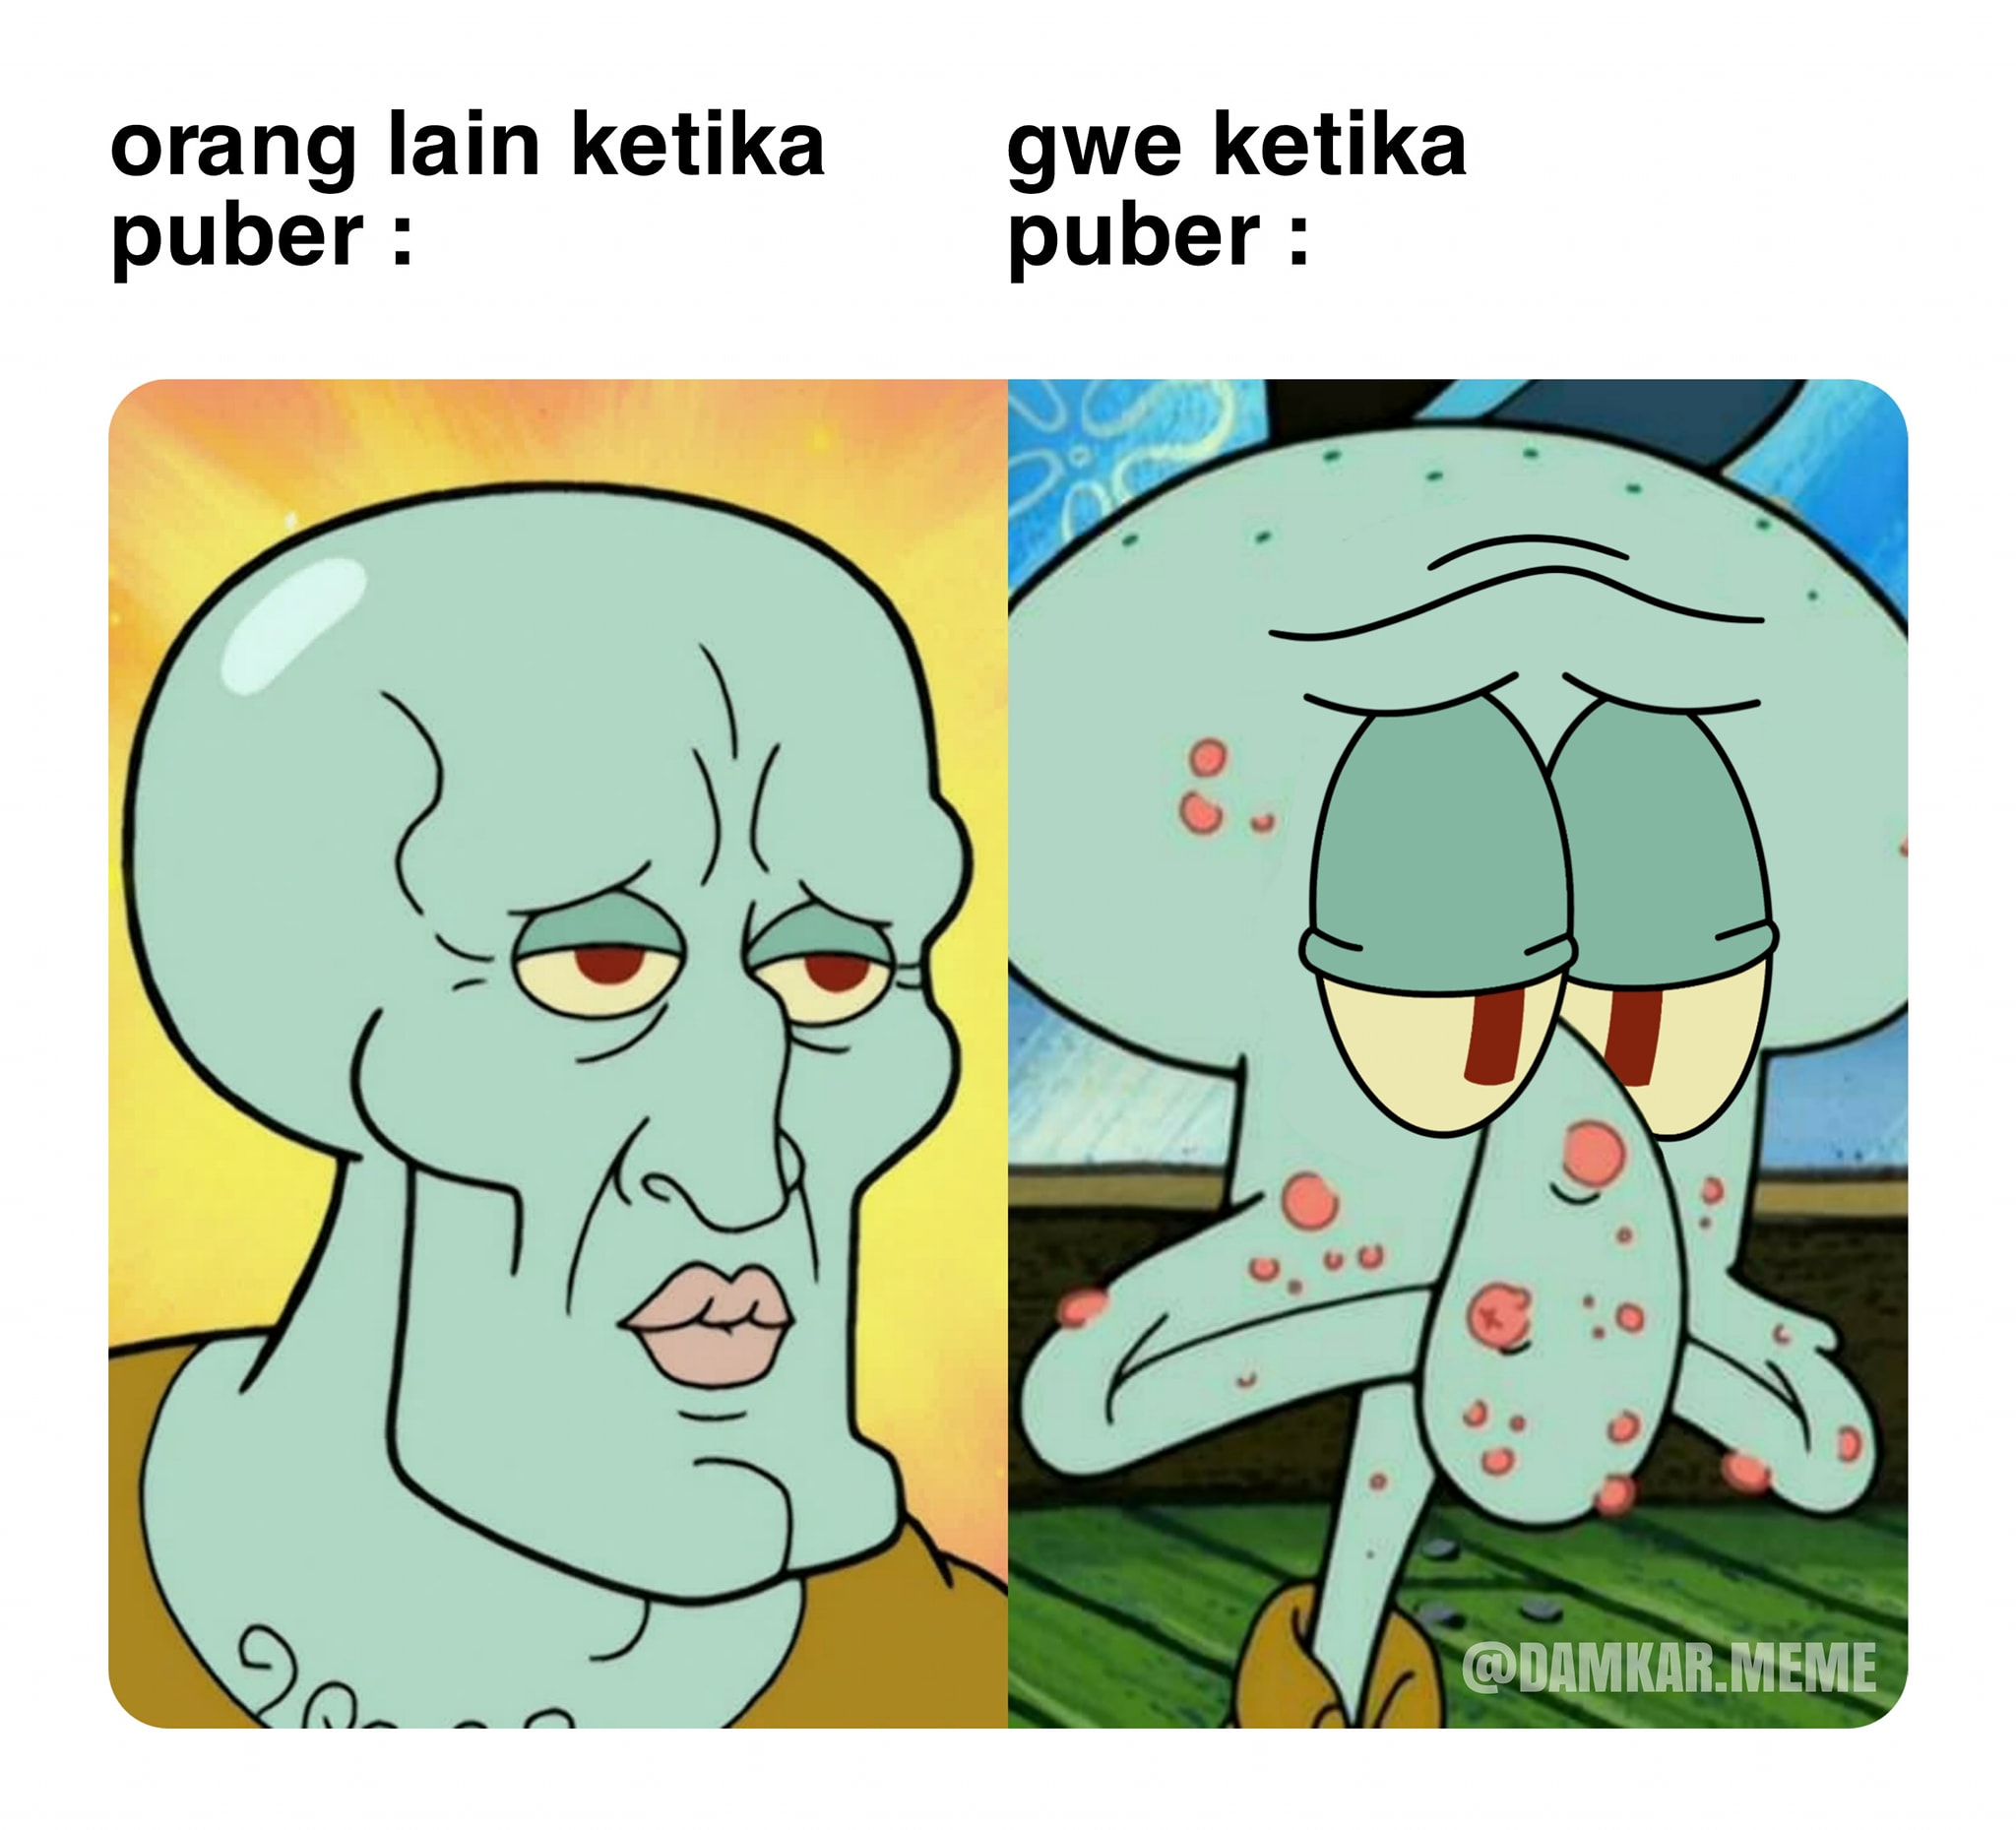 orang lain ketika
puber :
gwe ketika
puber :
@DAMKAR.MEME